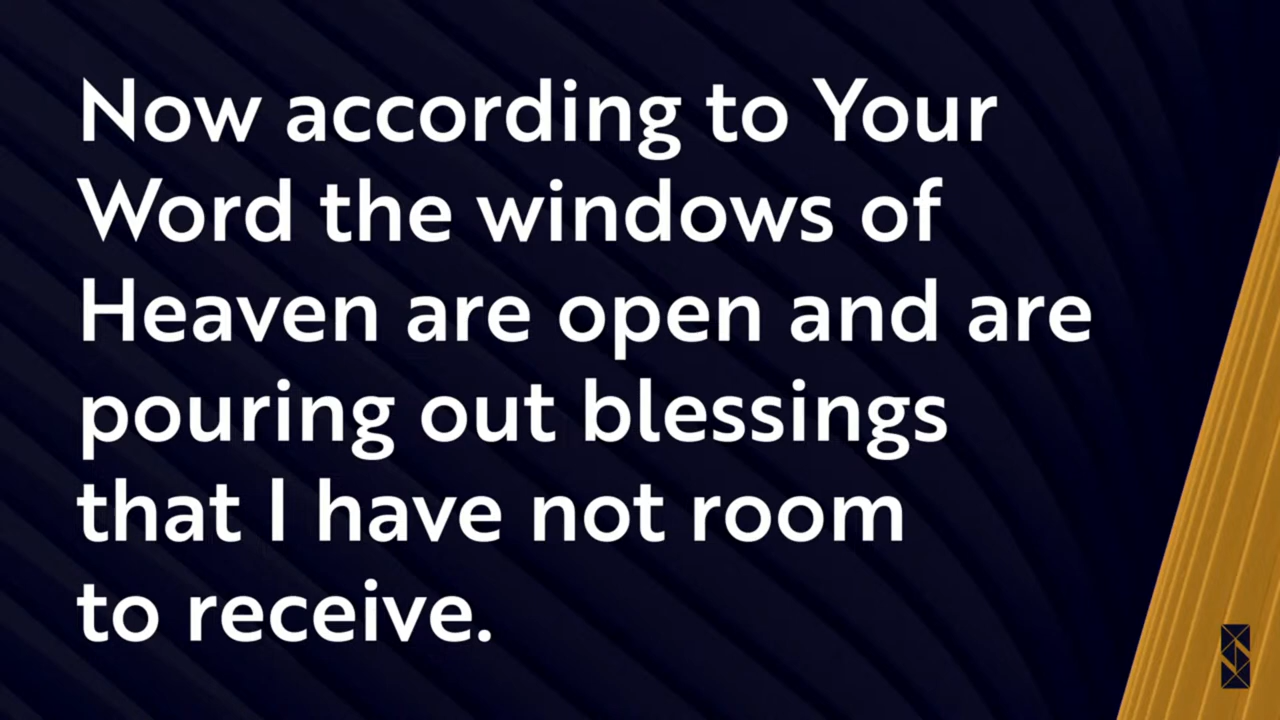 Now according to Your
Word the windows of
Heaven are open and are
pouring out blessings
that I have not room
to receive.